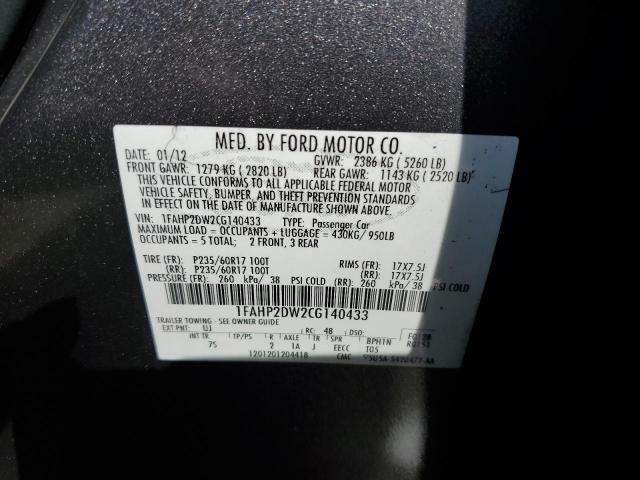 MFD. BY FORD MOTOR CO.
DATE: 01/12 GVWR: 2386 KG ( 5260 LB)
FRONT GAWR: 1279 KG ( 2820 LB) REAR GAWR: 1143 KG ( 2520 LB)
THIS VEHICLE CONFORMS TO ALL APPLICABLE FEDERAL MOTOR
VEHICLE SAFETY, BUMPER, AND THEFT PREVENTION STANDARDS
IN EFFECT ON THE DATE OF MANUFACTURE SHOWN ABOVE.
VIN: 1FAHP2DW2CG140433 TYPE: Passenger Car
MAXIMUM LOAD = OCCUPANTS + LUGGAGE = 430KG/ 950LB
OCCUPANTS = 5 TOTAL; 2 FRONT, 3 REAR
TIRE (FR): P235/60R17 100T RIMS (FR): 17X7.5J
(RR): P235/60R17 100T (RR): 17X7.5J
PRESSURE (FR): 260 kPa/ 38 PSI COLD (RR): 260 kPa/ 38 PSI COLD
1FAHP2DW2CG140433
TRAILER TOWING - SEE OWNER GUIDE
EXT PNT: UJ RC: 48 DSO: F0128
INT TR TP/PS R AXLE TR SPR BPH1N R0151
7S 2 1A J EECC T05
1201201204418 CMC